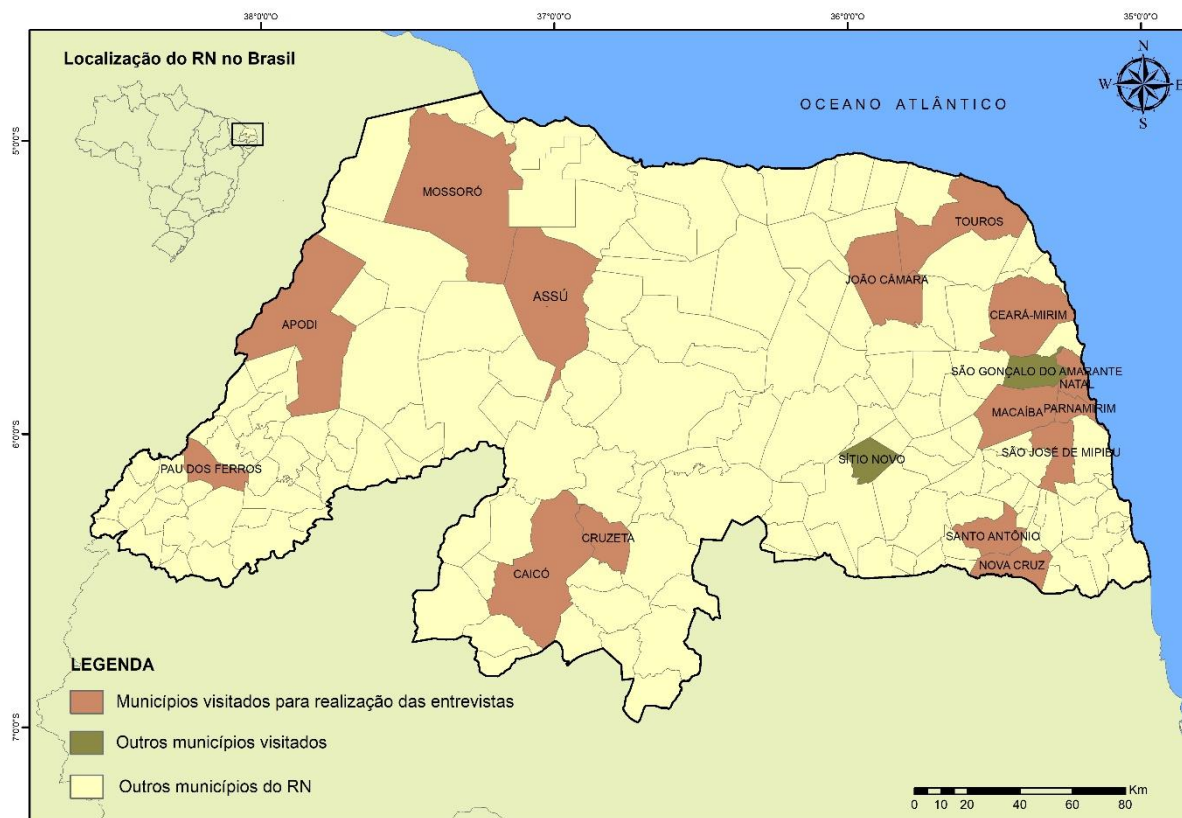 38°0'0"O
37°0'0"O
36°0'0"O
35°0'0"O
Localização do RN no Brasil
N
W
E
S
OCEANO ATLÂNTICO
5°0'0"S
MOSSORÓ
TOUROS
JOÃO CÂMARA
ASSÚ
CEARÁ-MIRIM
APODI
SÃO GONÇALO DO AMARANTE
NATAL
MACAÍBA
PARNAMIRIM
6°0'0"S
SÃO JOSÉ DE MIPIBU
SÍTIO NOVO
PAU DOS FERROS
SANTO ANTÔNIO
CRUZETA
NOVA CRUZ
CAICÓ
LEGENDA
Municípios visitados para realização das entrevistas
7°0'0"S
Outros municípios visitados
Outros municípios do RN
Km
0 10 20 40 60 80